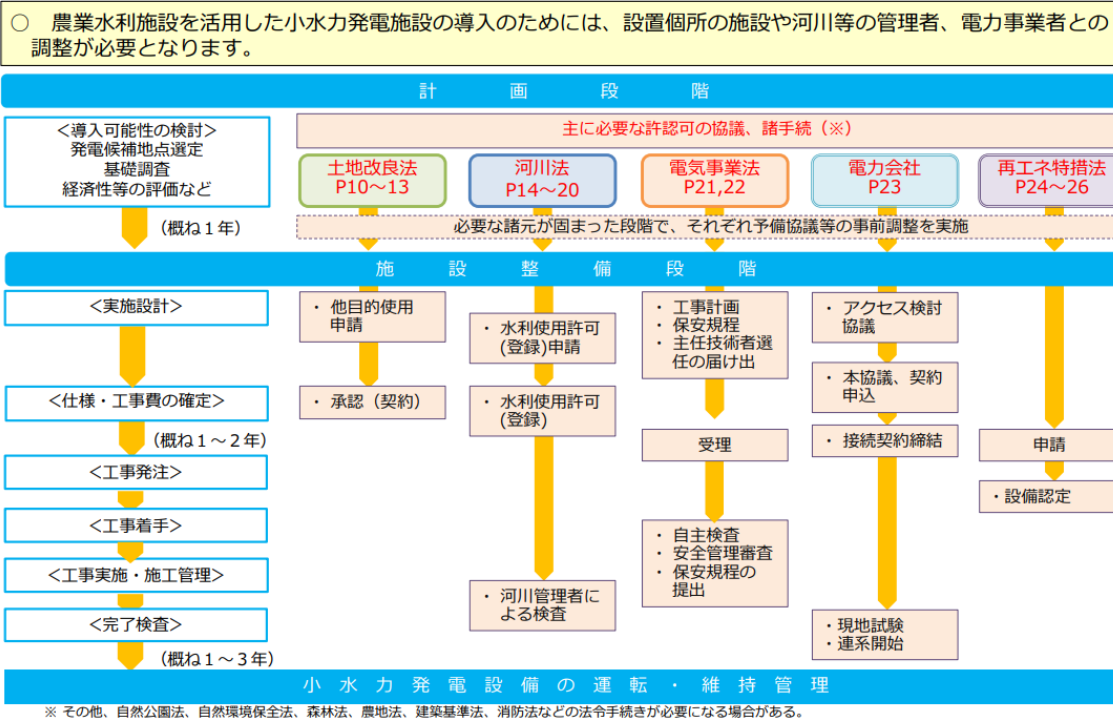 ○ 農業水利施設を活用した小水力発電施設の導入のためには、設置個所の施設や河川等の管理者、電力事業者との
調整が必要となります。
計画段階
＜導入可能性の検討＞
発電候補地点選定
基礎調査
経済性等の評価など
（概ね１年）
主に必要な許認可の協議、諸手続（※）
土地改良法
P10～13
河川法
P14～20
電気事業法
P21,22
電力会社
P23
再エネ特措法
P24～26
必要な諸元が固まった段階で、それぞれ予備協議等の事前調整を実施
施設整備段階
＜実施設計＞
＜仕様・工事費の確定＞
（概ね１～２年）
＜工事発注＞
＜工事着手＞
＜工事実施・施工管理＞
＜完了検査＞
（概ね１～３年）
・ 他目的使用
申請
・ 承認（契約）
・ 水利使用許可
(登録)申請
・ 水利使用許可
(登録)
・ 河川管理者に
よる検査
・ 工事計画
・ 保安規程
・ 主任技術者選
任の届け出
受理
・ 自主検査
・ 安全管理審査
・ 保安規程の
提出
・ アクセス検討
協議
・ 本協議、契約
申込
・ 接続契約締結
・現地試験
・連系開始
申請
・設備認定
小水力発電設備の運転・維持管理
※ その他、自然公園法、自然環境保全法、森林法、農地法、建築基準法、消防法などの法令手続きが必要になる場合がある。